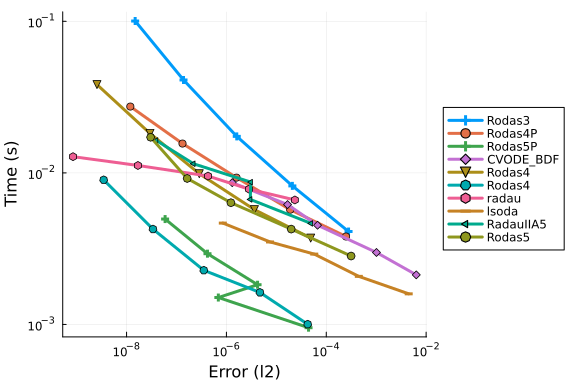 10⁻¹
10⁻²
10⁻³
Time (s)
10⁻⁸
10⁻⁶
10⁻⁴
10⁻²
Error (l2)
Rodas3
Rodas4P
Rodas5P
CVODE_BDF
Rodas4
Rodas4
radau
lsoda
RadauIIA5
Rodas5